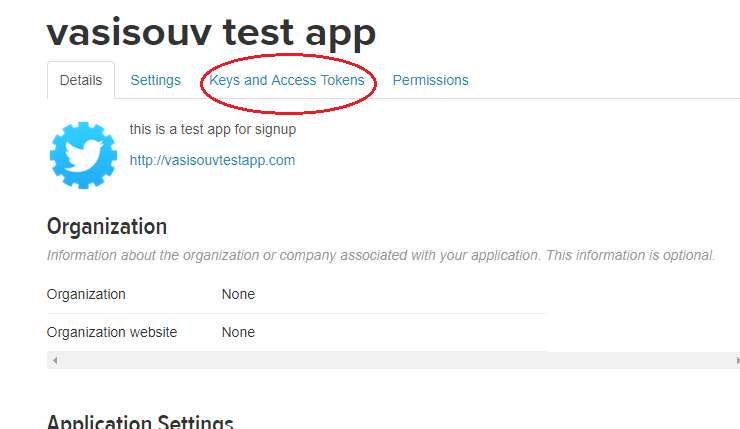 vasisouv test app
Details Settings Keys and Access Tokens Permissions
this is a test app for signup
http://vasisouvtestapp.com
Organization
Information about the organization or company associated with your application. This information is optional.
Organization None
Organization website None
Application Settings